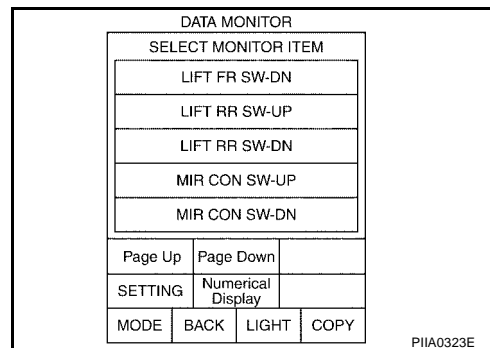 DATA MONITOR
SELECT MONITOR ITEM
LIFT FR SW-DN
LIFT RR SW-UP
LIFT RR SW-DN
MIR CON SW-UP
MIR CON SW-DN
Page Up Page Down
SETTING Numerical
Display
MODE BACK LIGHT COPY
PIIA0323E